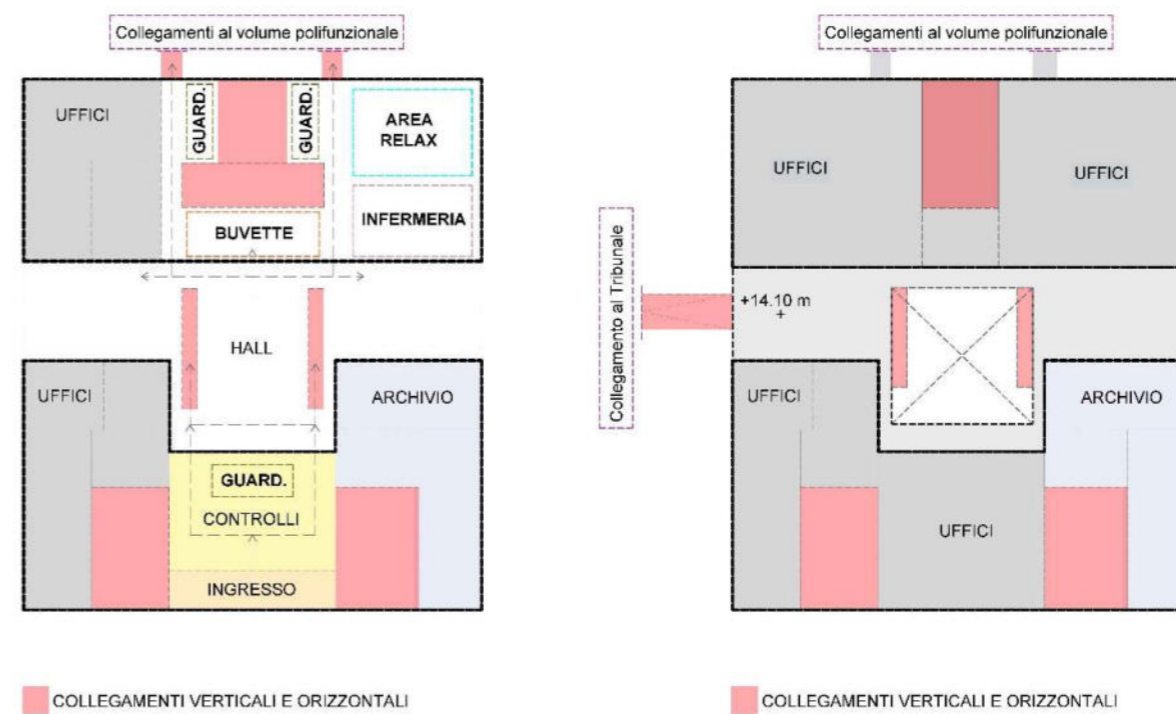 Collegamenti al volume polifunzionale
UFFICI
GUARD.
GUARD.
AREA
RELAX
BUVETTE
INFERMERIA
HALL
UFFICI
ARCHIVIO
GUARD.
CONTROLLI
INGRESSO
COLLEGAMENTI VERTICALI E ORIZZONTALI
Collegamenti al volume polifunzionale
UFFICI
UFFICI
Collegamento al Tribunale
+14.10 m
+
UFFICI
ARCHIVIO
UFFICI
COLLEGAMENTI VERTICALI E ORIZZONTALI